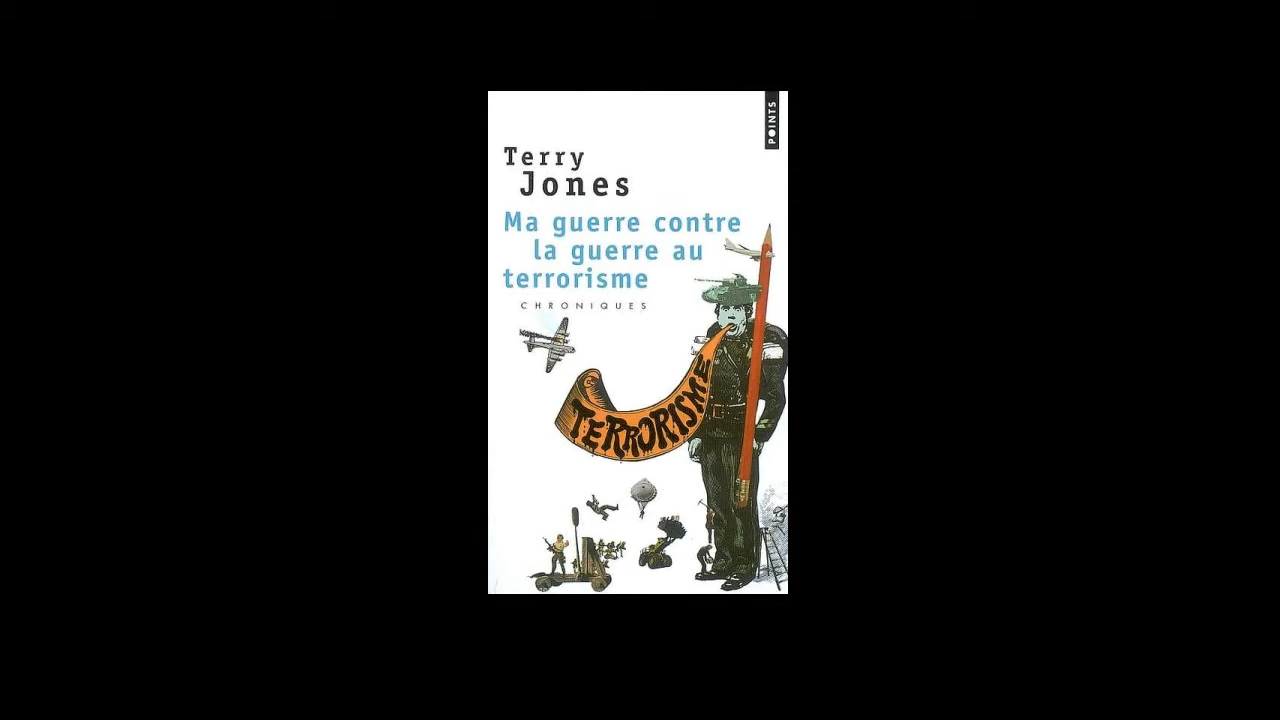 POINTS
Terry
Jones
Ma guerre contre
la guerre au
terrorisme
CHRONIQUES
TERRORISME